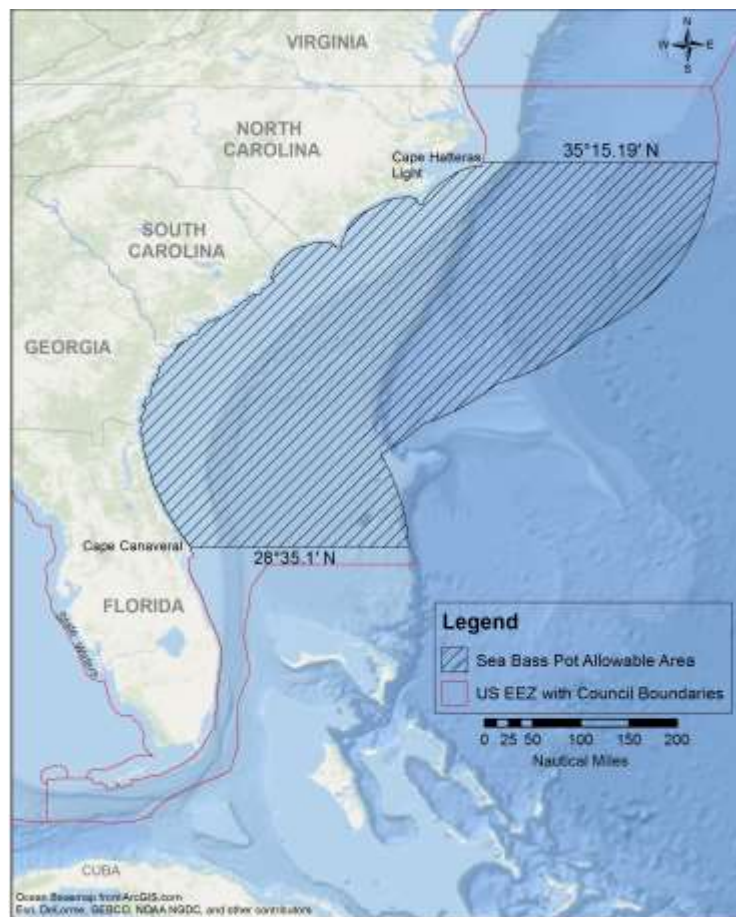 VIRGINIA
N
W E
S
NORTH
CAROLINA
Cape Hatteras
Light
35°15.19' N
SOUTH
CAROLINA
GEORGIA
Cape Canaveral
28°35.1' N
FLORIDA
State Waters
Legend
Sea Bass Pot Allowable Area
US EEZ with Council Boundaries
0 25 50 100 150 200
Nautical Miles
CUBA
Ocean Basemap from ArcGIS.com
Esri, DeLorme, GEBCO, NOAA NGDC, and other contributors